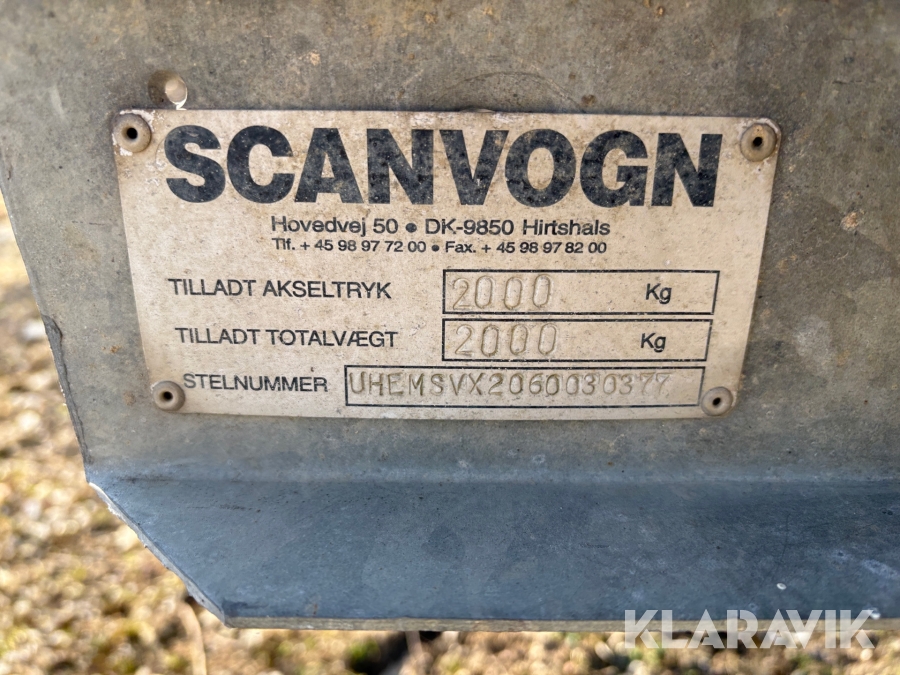 SCANVOGN
Hovedvej 50 • DK-9850 Hirtshals
Tlf. + 45 98 97 72 00 • Fax. + 45 98 97 82 00
TILLADT AKSELTRYK 2000 Kg
TILLADT TOTALVÆGT 2000 Kg
STELNUMMER UHEMSVX2060030377
KLARAVIK